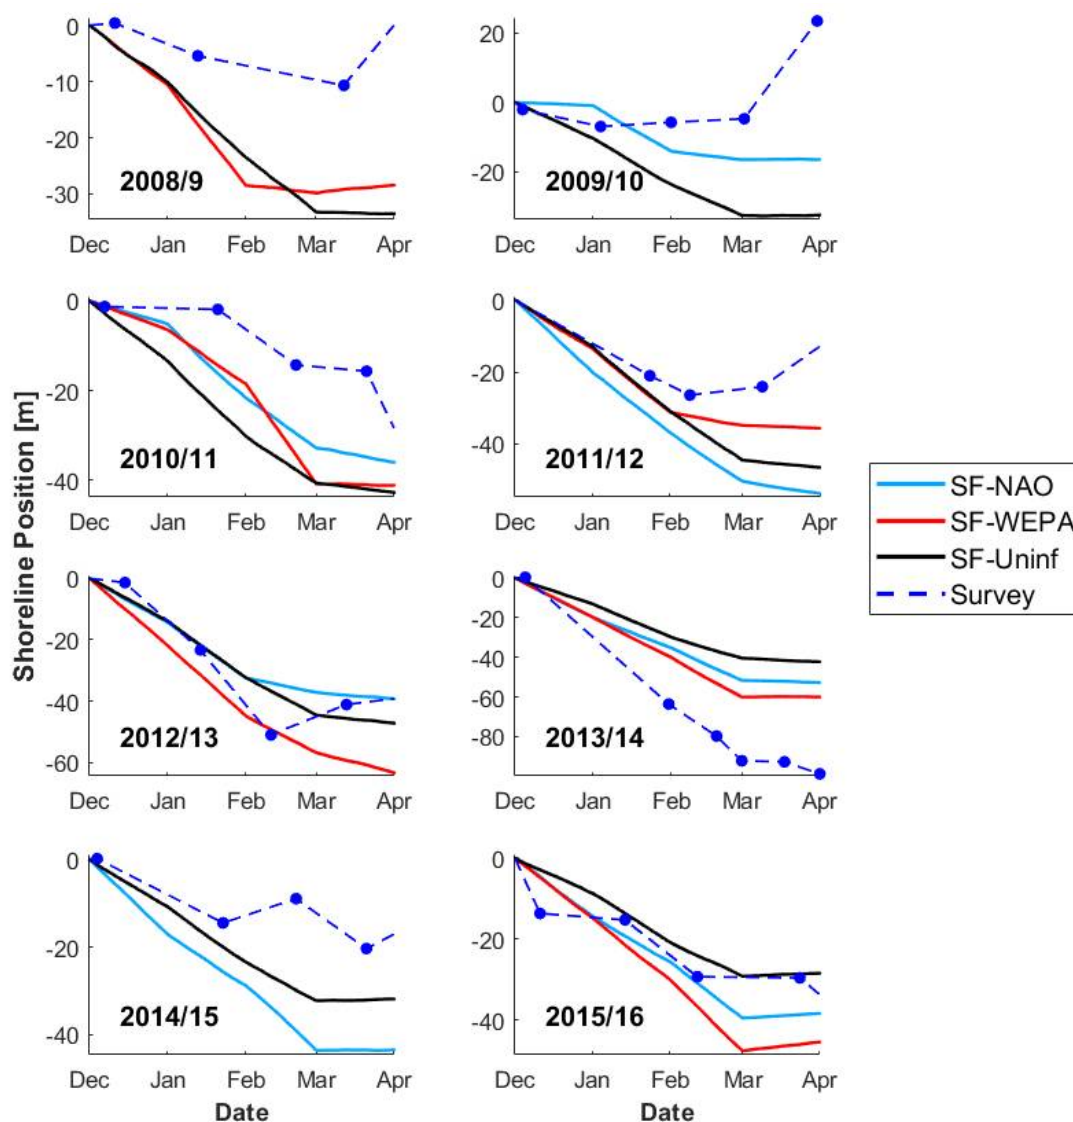 0
-10
-20
-30
2008/9
Dec Jan Feb Mar Apr
20
0
-20
2009/10
Dec Jan Feb Mar Apr
0
-20
-40
2010/11
Dec Jan Feb Mar Apr
0
-20
-40
2011/12
Dec Jan Feb Mar Apr
Shoreline Position [m]
SF-NAO
SF-WEPA
SF-Uninf
Survey
0
-20
-40
-60
2012/13
Dec Jan Feb Mar Apr
0
-20
-40
-60
-80
2013/14
Dec Jan Feb Mar Apr
0
-20
-40
2014/15
Dec Jan Feb Mar Apr
Date
0
-20
-40
2015/16
Dec Jan Feb Mar Apr
Date